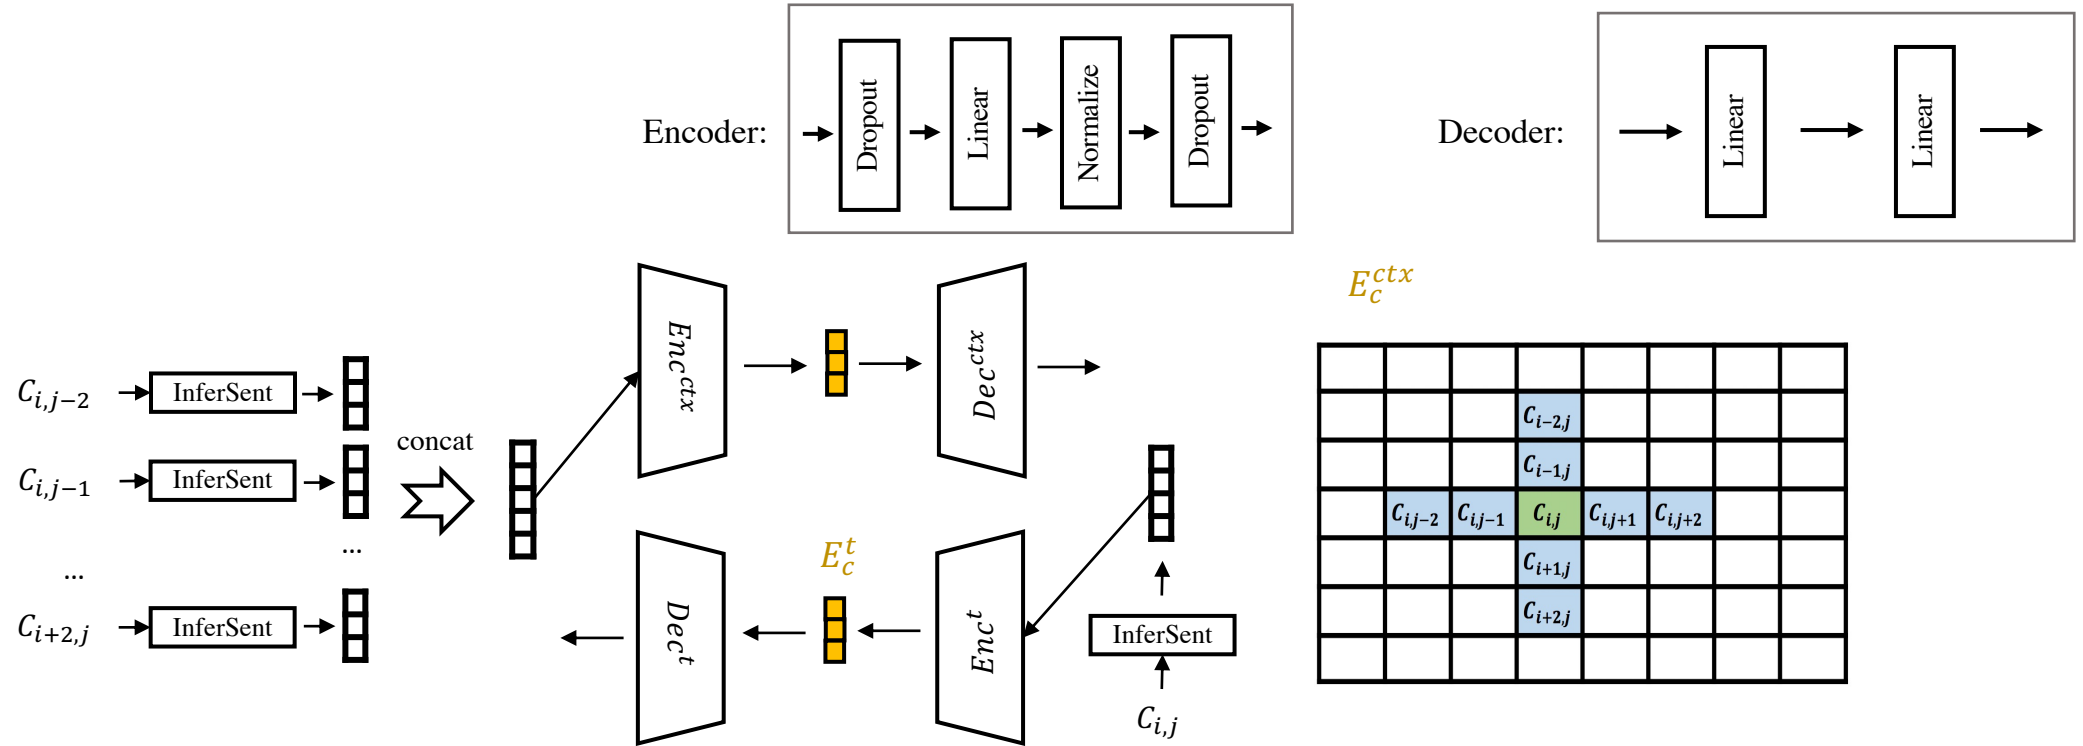 Encoder:
Dropout
Linear
Normalize
Dropout
Decoder:
Linear
Linear
$C_{i,j-2}$ InferSent
$C_{i,j-1}$ InferSent
...
...
$C_{i+2,j}$ InferSent
concat
$Enc^{ctx}$
$Dec^{ctx}$
$E_c^t$
$Dec^t$
$Enc^t$
InferSent
$C_{i,j}$
$E_c^{ctx}$
$C_{i-2,j}$
$C_{i-1,j}$
$C_{i,j-2}$ $C_{i,j-1}$ $C_{i,j}$ $C_{i,j+1}$ $C_{i,j+2}$
$C_{i+1,j}$
$C_{i+2,j}$